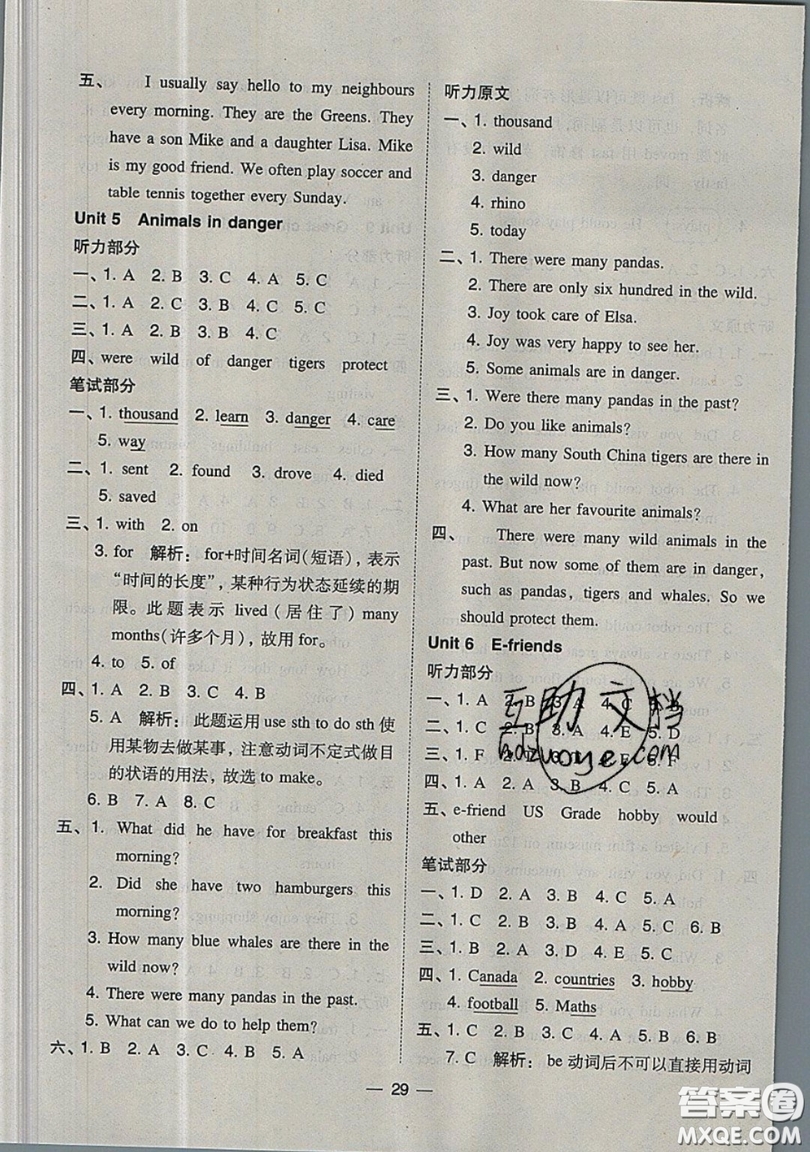 五、 I usually say hello to my neighbours
every morning. They are the Greens. They
have a son Mike and a daughter Lisa. Mike
is my good friend. We often play soccer and
table tennis together every Sunday.
Unit 5 Animals in danger
听力部分
一、1. A 2. B 3. C 4. A 5. C
二、1. A 2. C 3. B 4. C 5. B
三、1. C 2. A 3. B 4. C
四、were wild of danger tigers protect
笔试部分
一、1. thousand 2. learn 3. danger 4. care
5. way
二、1. sent 2. found 3. drove 4. died
5. saved
三、1. with 2. on
3. for 解析：for+时间名词(短语)，表示
“时间的长度”，某种行为状态延续的期
限。此题表示 lived(居住了) many
months(许多个月)，故用 for。
4. to 5. of
四、1. A 2. B 3. C 4. B
5. A 解析：此题运用 use sth to do sth 使
用某物去做某事，注意动词不定式做目
的状语的用法，故选 to make。
6. B 7. A 8. C
五、1. What did he have for breakfast this
morning?
2. Did she have two hamburgers this
morning?
3. How many blue whales are there in the
wild now?
4. There were many pandas in the past.
5. What can we do to help them?
六、1. B 2. A 3. C 4. B 5. A
听力原文
一、1. thousand
2. wild
3. danger
4. rhino
5. today
二、1. There were many pandas.
2. There are only six hundred in the wild.
3. Joy took care of Elsa.
4. Joy was very happy to see her.
5. Some animals are in danger.
三、1. Were there many pandas in the past?
2. Do you like animals?
3. How many South China tigers are there in
the wild now?
4. What are her favourite animals?
四、 There were many wild animals in the
past. But now some of them are in danger,
such as pandas, tigers and whales. So we
should protect them.
Unit 6 E-friends
听力部分
一、1. A 2. B 3. A 4. C 5. A
二、1. C 2. B 3. A 4. E 5. D
三、1. F 2. 5. F
四、1. A 2. A 3. B 4. C 5. A
五、e-friend US Grade hobby would
other
笔试部分
一、1. D 2. A 3. B 4. C 5. A
二、1. C 2. C 3. A 4. C 5. A 6. B
三、1. B 2. A 3. D 4. E 5. C
四、1. Canada 2. countries 3. hobby
4. football 5. Maths
五、1. C 2. B 3. A 4. C 5. B 6. B
7. C 解析：be 动词后不可以直接用动词
— 29 —
互助文档
hdzuoye.com
答案圈
MXQE.COM